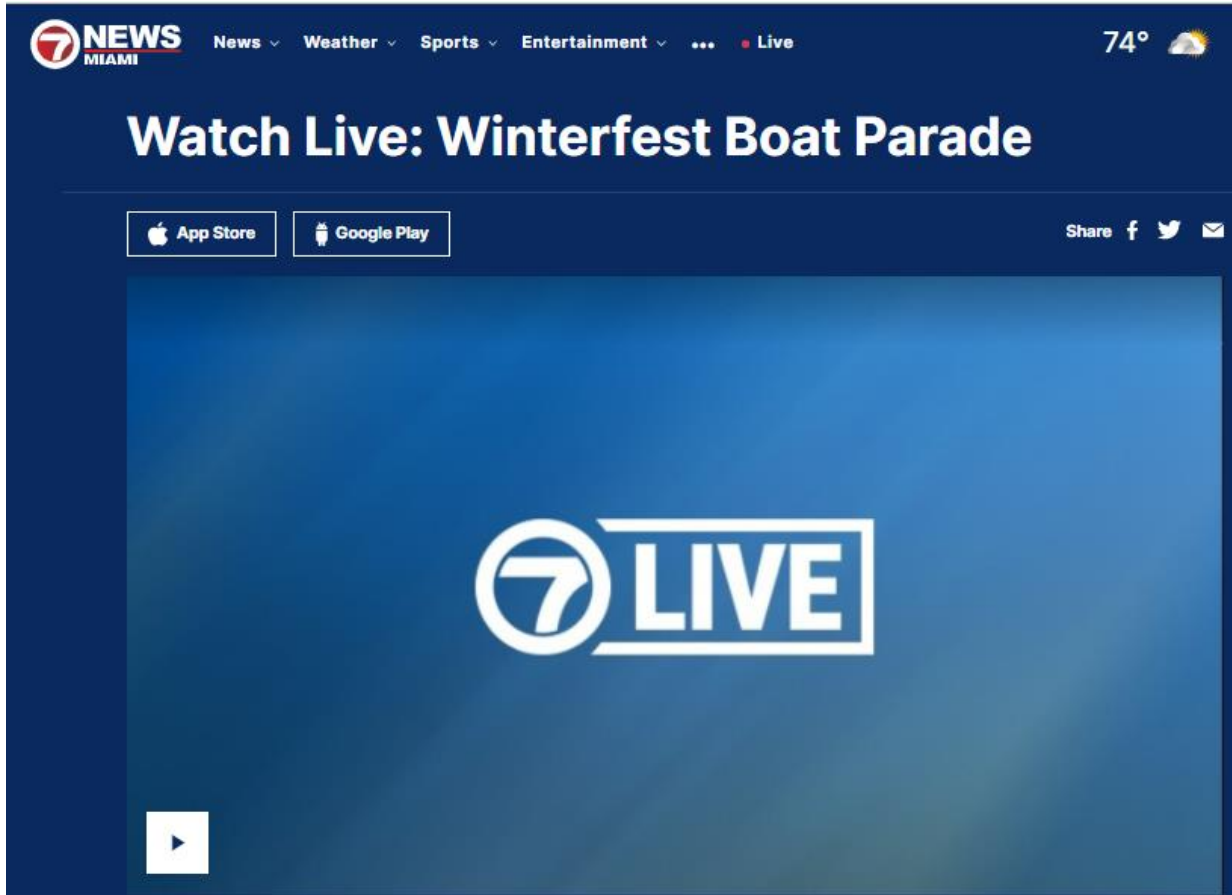 7 NEWS MIAMI
News Weather Sports Entertainment ••• • Live
74°
Watch Live: Winterfest Boat Parade
App Store
Google Play
Share
7 LIVE